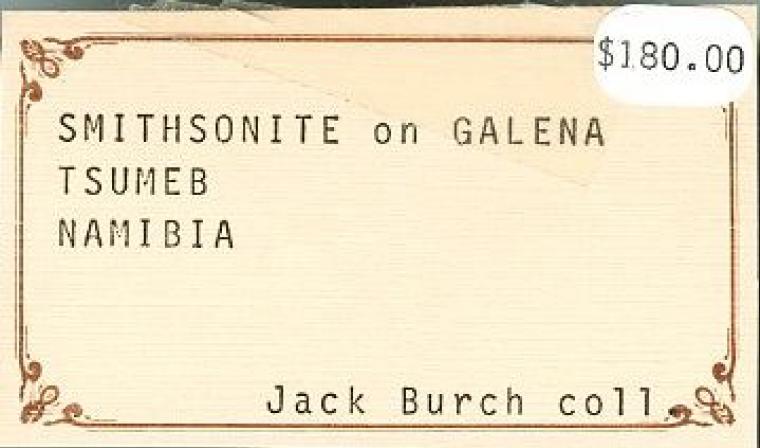 $180.00
SMITHSONITE on GALENA
TSUMEB
NAMIBIA
Jack Burch coll.